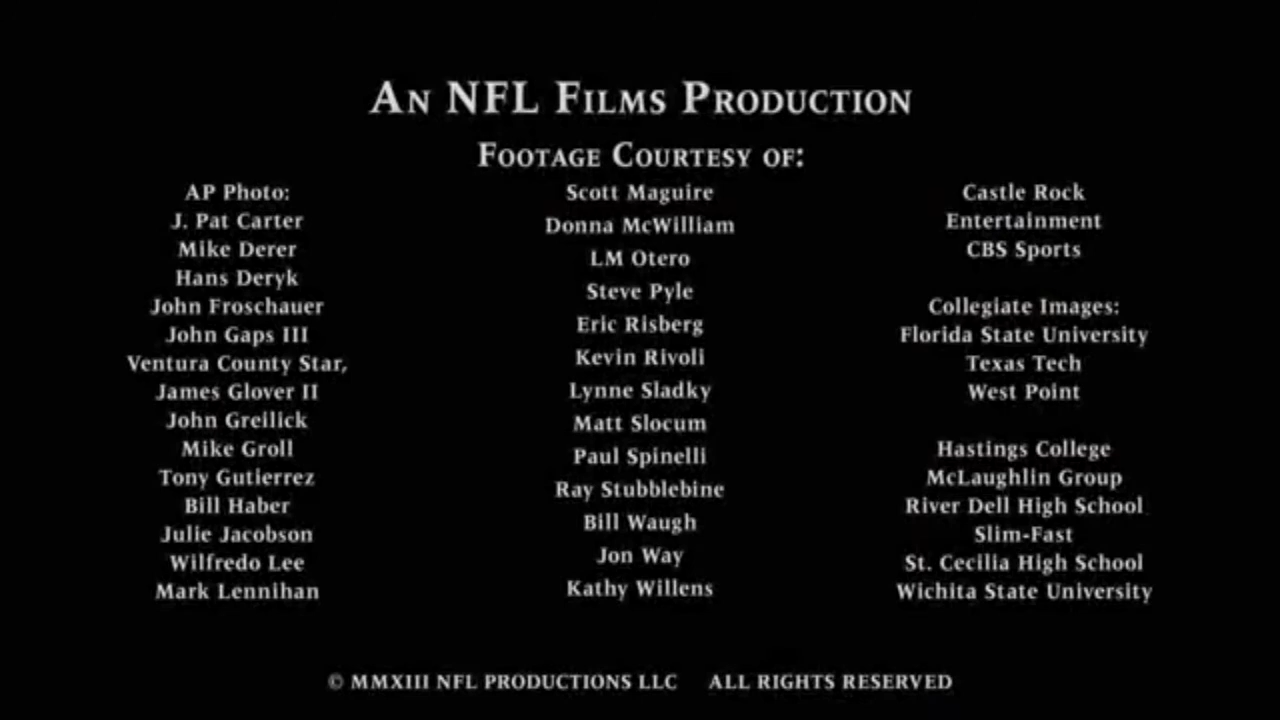 An NFL Films Production
Footage Courtesy of:
AP Photo:
J. Pat Carter
Mike Derer
Hans Deryk
John Froschauer
John Gaps III
Ventura County Star,
James Glover II
John Greilick
Mike Groll
Tony Gutierrez
Bill Haber
Julie Jacobson
Wilfredo Lee
Mark Lennihan
Scott Maguire
Donna McWilliam
LM Otero
Steve Pyle
Eric Risberg
Kevin Rivoli
Lynne Sladky
Matt Slocum
Paul Spinelli
Ray Stubblebine
Bill Waugh
Jon Way
Kathy Willens
Castle Rock
Entertainment
CBS Sports
Collegiate Images:
Florida State University
Texas Tech
West Point
Hastings College
McLaughlin Group
River Dell High School
Slim-Fast
St. Cecilia High School
Wichita State University
© MMXIII NFL PRODUCTIONS LLC ALL RIGHTS RESERVED